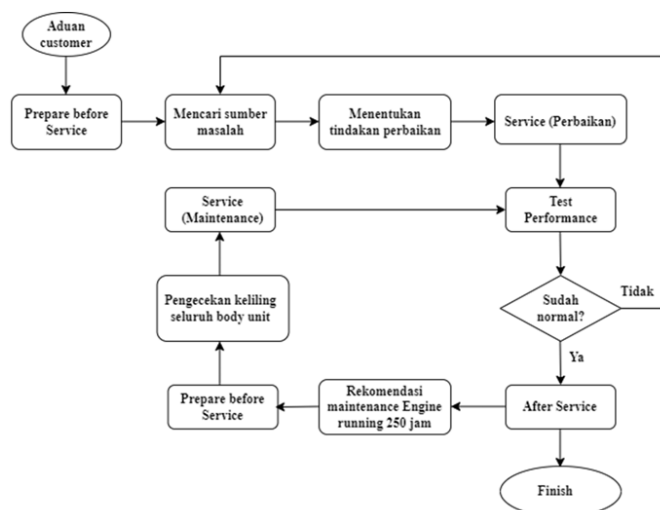 Aduan
customer
Prepare before
Service
Mencari sumber
masalah
Menentukan
tindakan perbaikan
Service (Perbaikan)
Service
(Maintenance)
Test
Performance
Pengecekan keliling
seluruh body unit
Sudah
normal?
Tidak
Ya
Prepare before
Service
Rekomendasi
maintenance Engine
running 250 jam
After Service
Finish